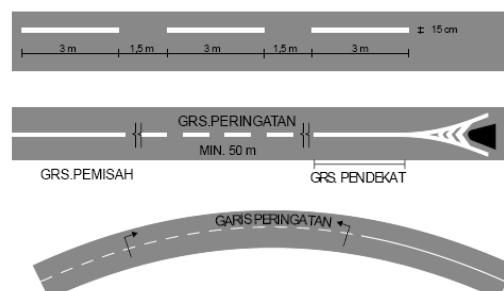 15 cm
3 m 1,5 m 3 m 1,5 m 3 m
GRS.PERINGATAN
MIN. 50 m
GRS.PEMISAH GRS. PENDEKAT
GARIS PERINGATAN